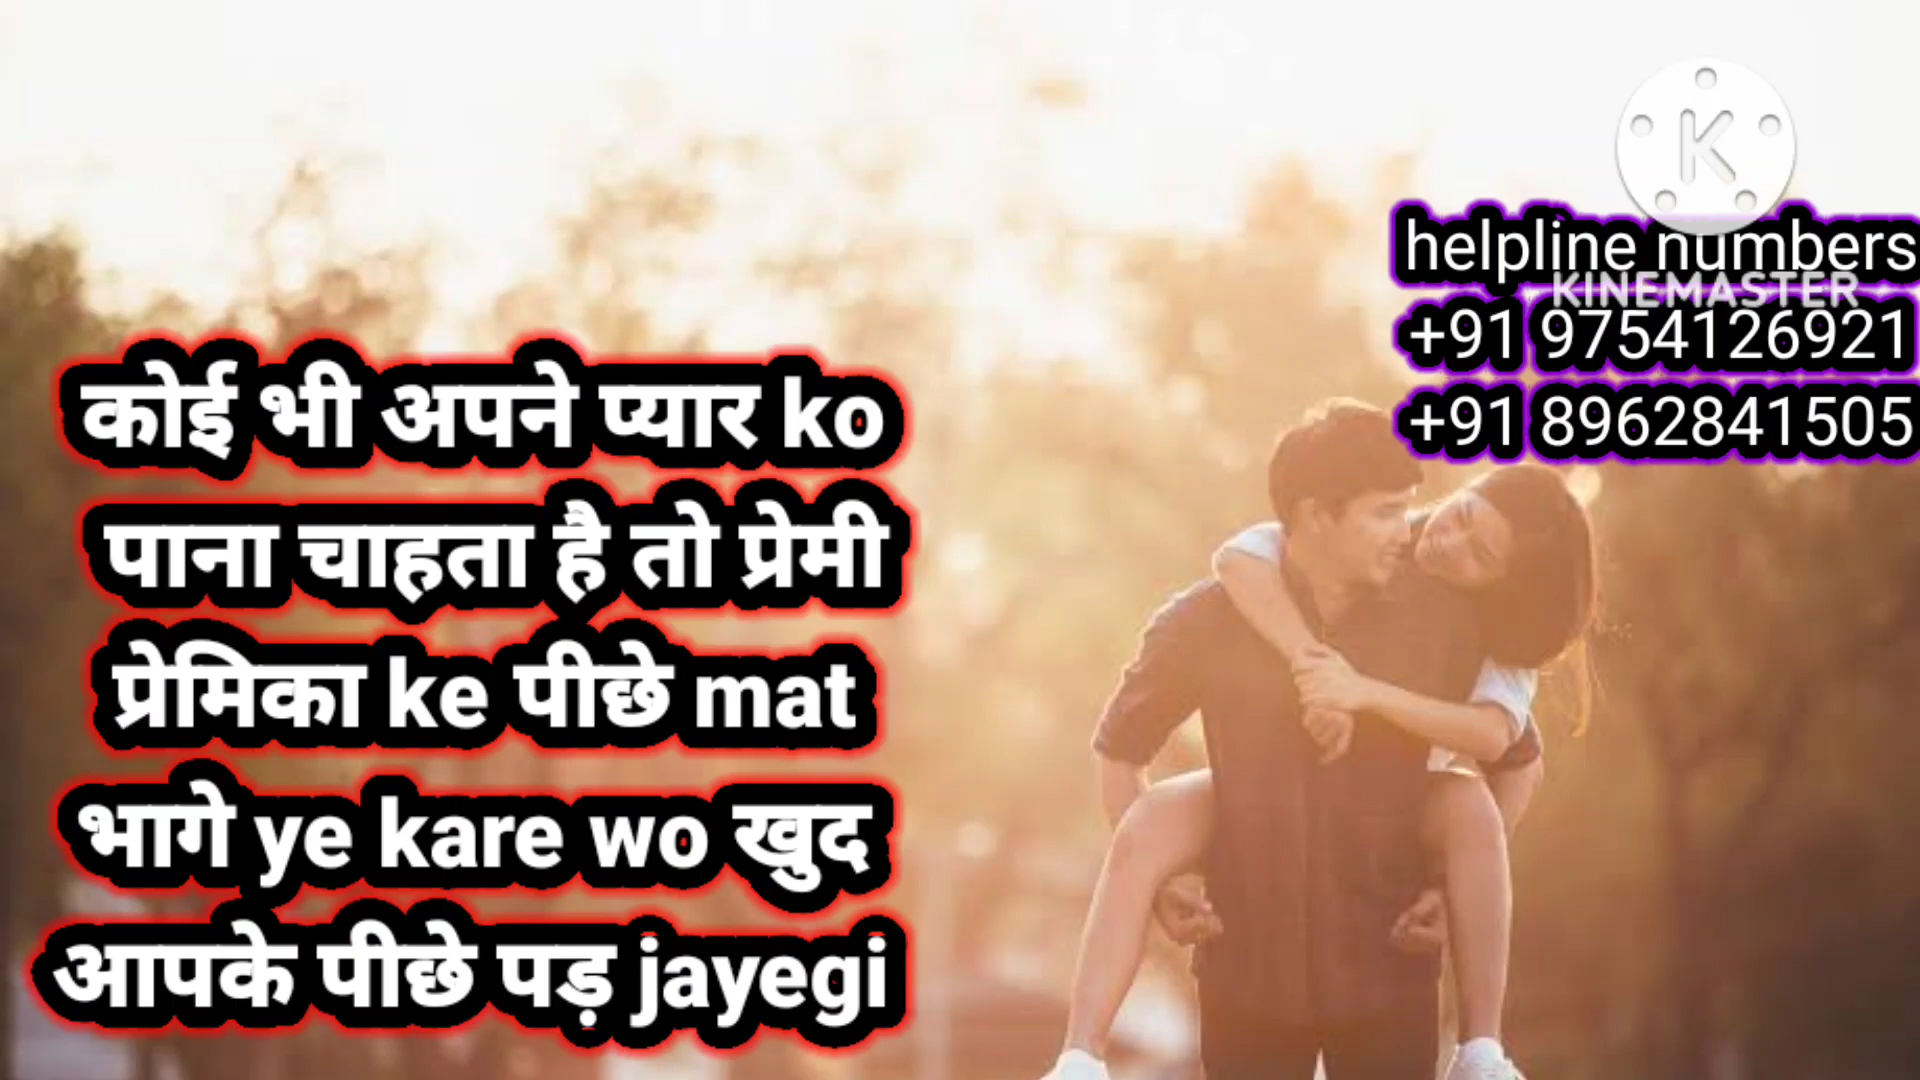 कोई भी अपने प्यार ko
पाना चाहता है तो प्रेमी
प्रेमिका ke पीछे mat
भागे ye kare wo खुद
आपके पीछे पड़ jayegi
K
helpline numbers
KINEMASTER
+91 9754126921
+91 8962841505